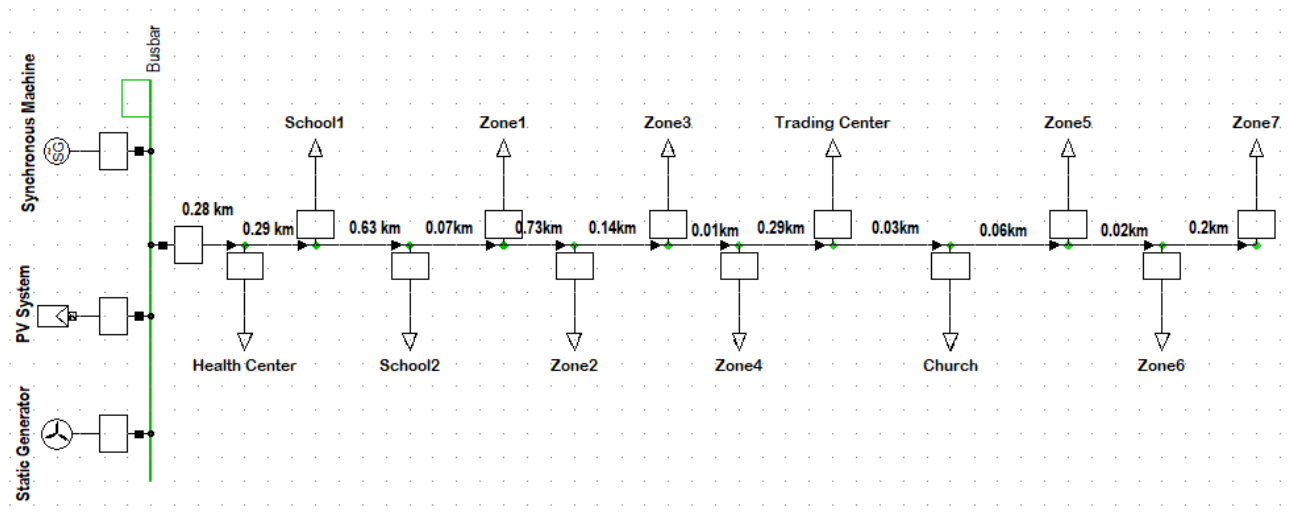 Busbar
Synchronous Machine
SG
PV System
Static Generator
School1
Zone1
Zone3
Trading Center
Zone5
Zone7
0.28 km
0.29 km
0.63 km
0.07km
0.73km
0.14km
0.01km
0.29km
0.03km
0.06km
0.02km
0.2km
Health Center
School2
Zone2
Zone4
Church
Zone6